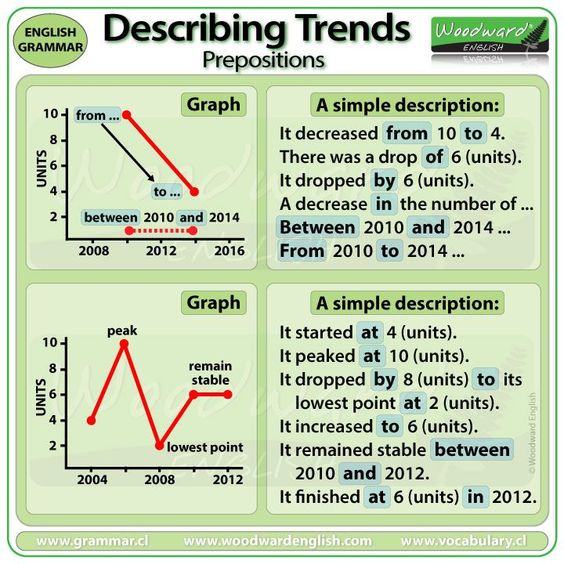 ENGLISH
GRAMMAR
Describing Trends
Prepositions
Woodward®
ENGLISH
Graph
UNITS
10
8
6
4
2
from ...
to ...
between 2010 and 2014
2008 2012 2016
A simple description:
It decreased from 10 to 4.
There was a drop of 6 (units).
It dropped by 6 (units).
A decrease in the number of ...
Between 2010 and 2014 ...
From 2010 to 2014 ...
Graph
UNITS
10
8
6
4
2
peak
remain
stable
lowest point
2004 2008 2012
A simple description:
It started at 4 (units).
It peaked at 10 (units).
It dropped by 8 (units) to its
lowest point at 2 (units).
It increased to 6 (units).
It remained stable between
2010 and 2012.
It finished at 6 (units) in 2012.
© Woodward English
www.grammar.cl www.woodwardenglish.com www.vocabulary.cl
Woodward
ENGLISH
Woodward
ENGLISH